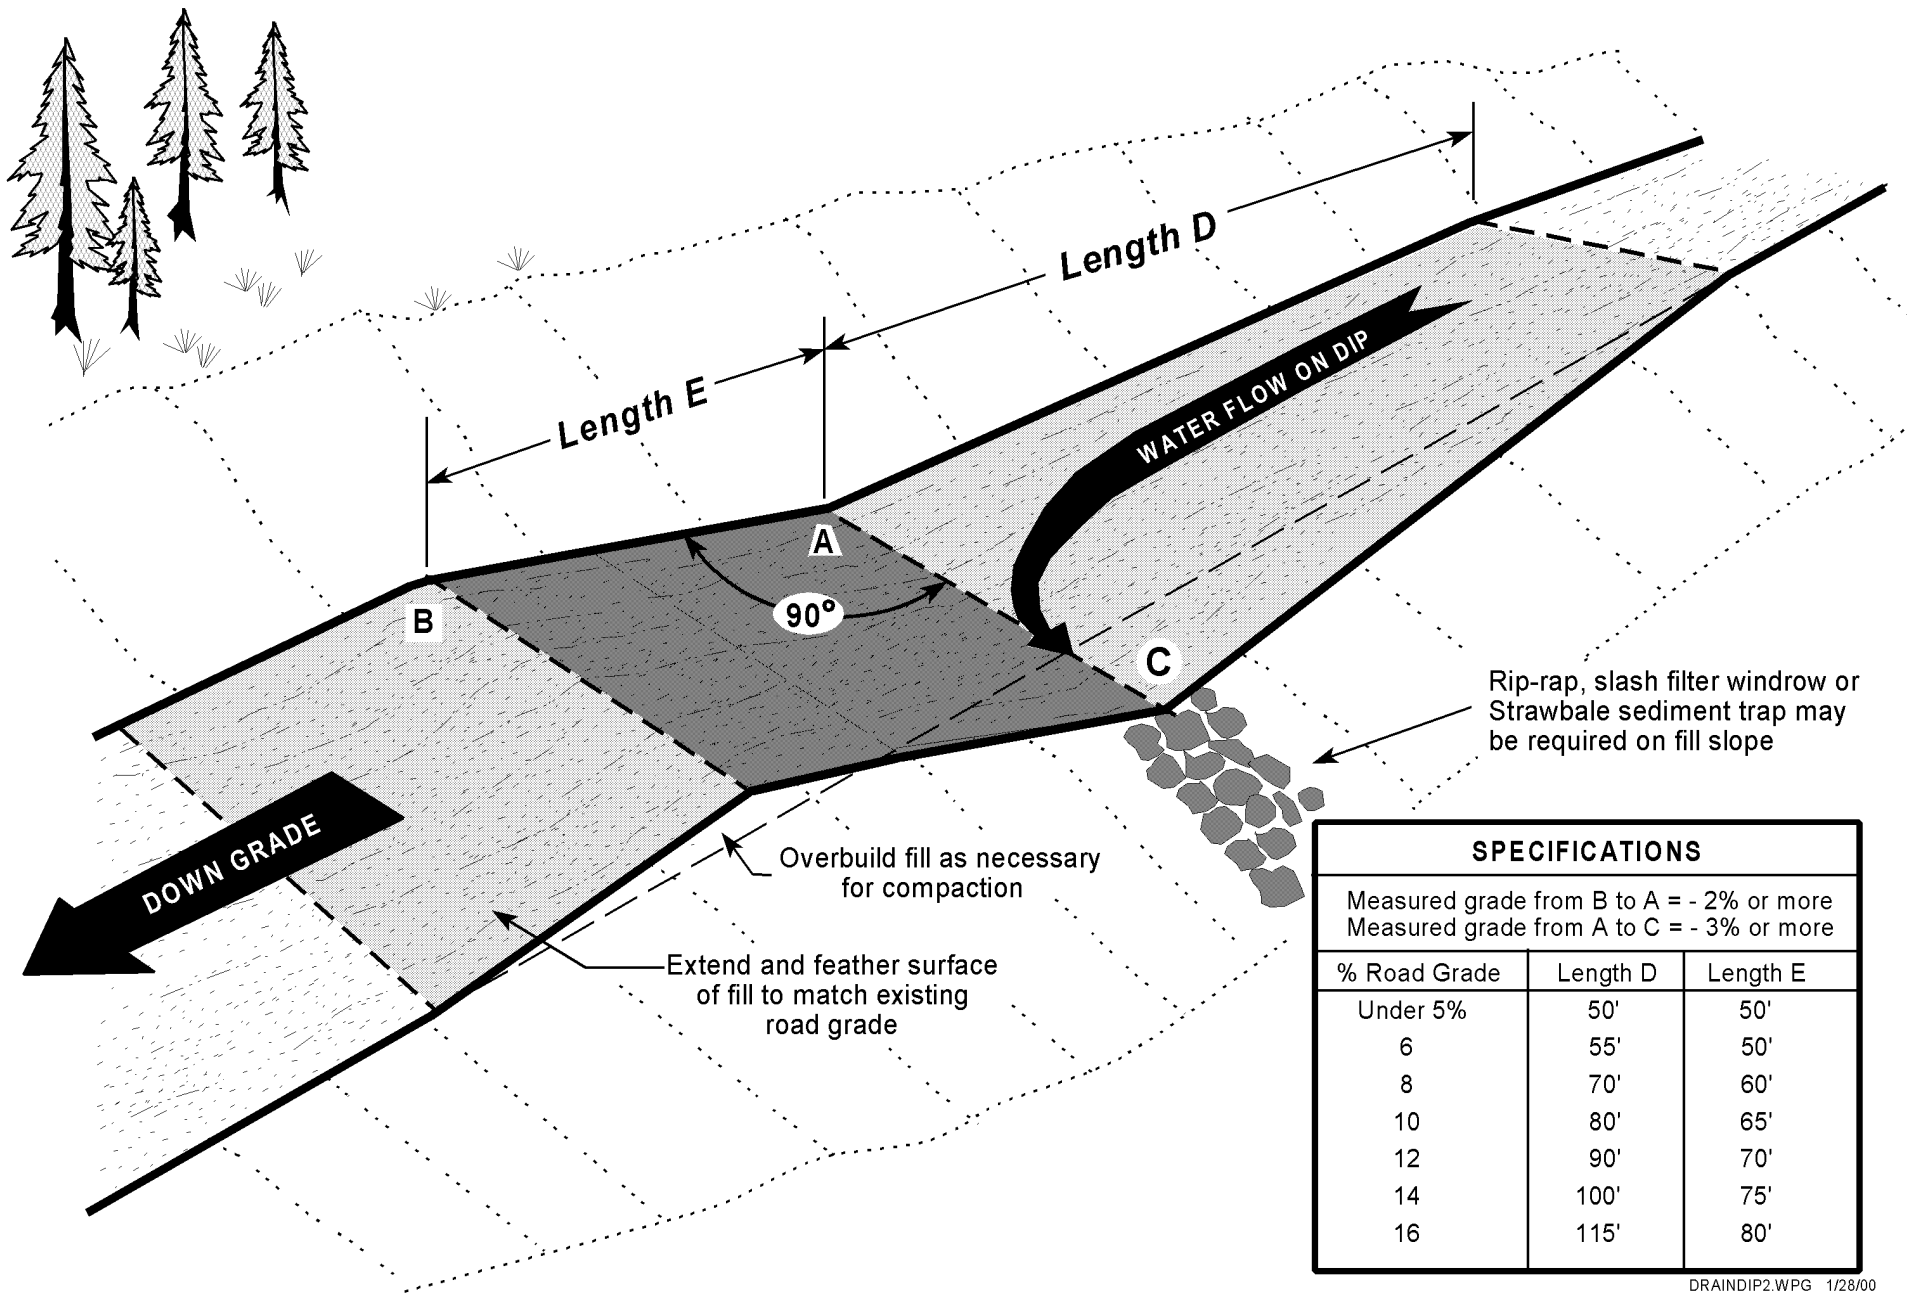 Length D
Length E
WATER FLOW ON DIP
A
90°
B
C
Rip-rap, slash filter windrow or
Strawbale sediment trap may
be required on fill slope
DOWN GRADE
Overbuild fill as necessary
for compaction
Extend and feather surface
of fill to match existing
road grade
SPECIFICATIONS
Measured grade from B to A = - 2% or more
Measured grade from A to C = - 3% or more
% Road Grade Length D Length E
Under 5% 50' 50'
6 55' 50'
8 70' 60'
10 80' 65'
12 90' 70'
14 100' 75'
16 115' 80'
DRAINDIP2.WPG 1/28/00